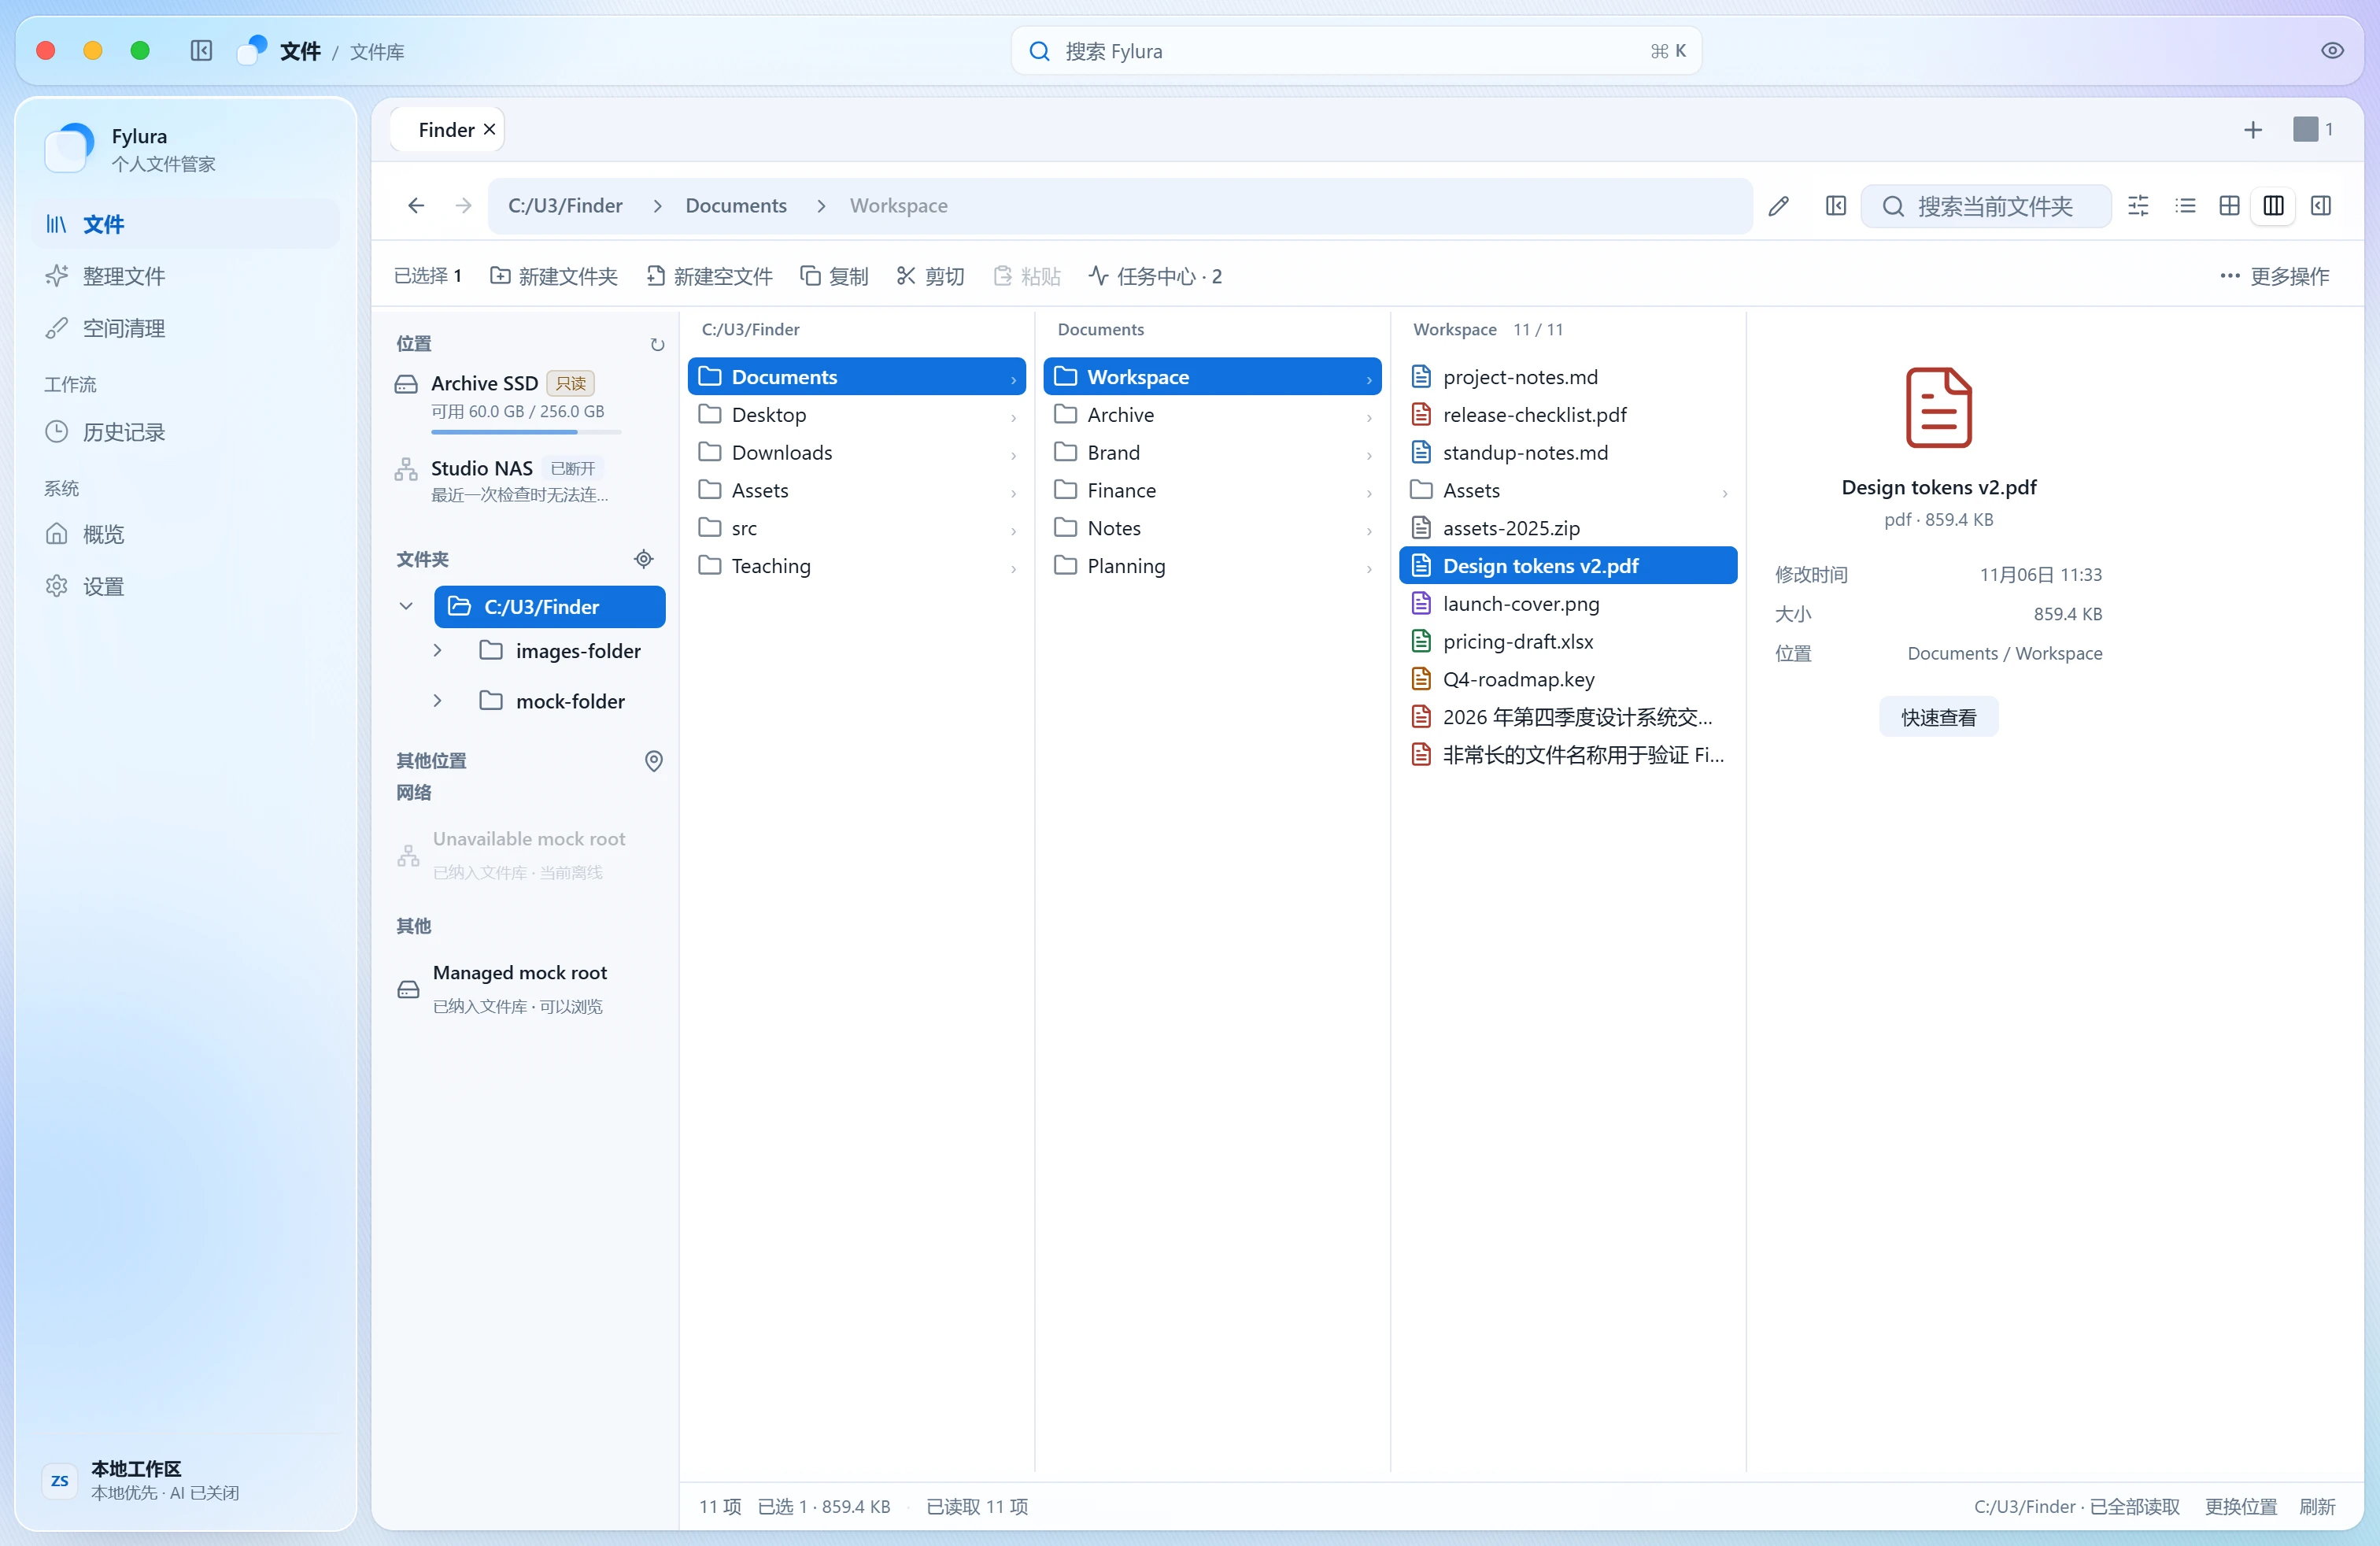 文件 / 文件库
搜索 Fylura
⌘ K
Fylura
个人文件管家
文件
整理文件
空间清理
工作流
历史记录
系统
概览
设置
ZS
本地工作区
本地优先 · AI 已关闭
Finder
1
C:/U3/Finder
Documents
Workspace
搜索当前文件夹
已选择 1
新建文件夹
新建空文件
复制
剪切
粘贴
任务中心 · 2
更多操作
位置
Archive SSD 只读
可用 60.0 GB / 256.0 GB
Studio NAS 已断开
最近一次检查时无法连...
文件夹
C:/U3/Finder
images-folder
mock-folder
其他位置
网络
Unavailable mock root
已纳入文件库 · 当前离线
其他
Managed mock root
已纳入文件库 · 可以浏览
C:/U3/Finder
Documents
Desktop
Downloads
Assets
src
Teaching
Documents
Workspace
Archive
Brand
Finance
Notes
Planning
Workspace 11 / 11
project-notes.md
release-checklist.pdf
standup-notes.md
Assets
assets-2025.zip
Design tokens v2.pdf
launch-cover.png
pricing-draft.xlsx
Q4-roadmap.key
2026 年第四季度设计系统交...
非常长的文件名称用于验证 Fi...
Design tokens v2.pdf
pdf · 859.4 KB
修改时间 11月06日 11:33
大小 859.4 KB
位置 Documents / Workspace
快速查看
11 项 已选 1 · 859.4 KB · 已读取 11 项
C:/U3/Finder · 已全部读取 更换位置 刷新